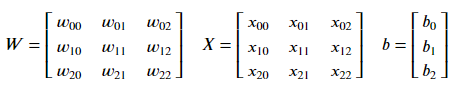 W = [ w00 w01 w02 X = [ x00 x01 x02 b = [ b0
w10 w11 w12 x10 x11 x12 b1
w20 w21 w22 ] x20 x21 x22 ] b2 ]